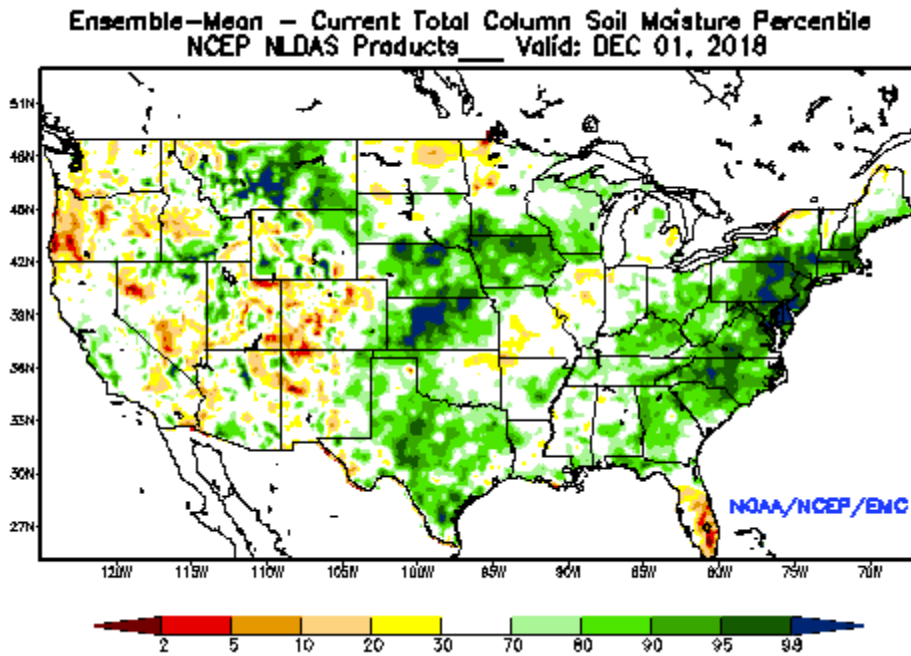 Ensemble-Mean - Current Total Column Soil Moisture Percentile
NCEP NLDAS Products___ Valid: DEC 01, 2018
51N
48N
45N
42N
39N
36N
33N
30N
27N
NOAA/NCEP/EMC
120W 115W 110W 105W 100W 95W 90W 85W 80W 75W 70W
2 5 10 20 30 70 80 90 95 98